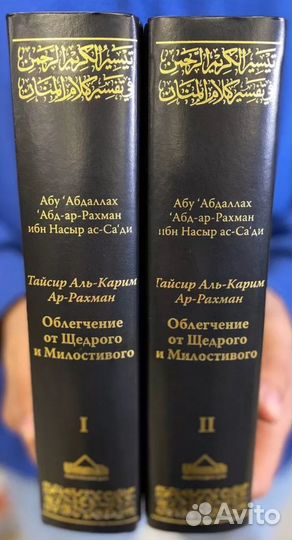 تيسير الكريم الرحمن
في تفسير كلام المنان
Абу ‘Абдаллах
‘Абд-ар-Рахман
ибн Насыр ас-Са‘ди
Тайсир Аль-Карим
Ар-Рахман
Облегчение
от Щедрого
и Милостивого
I
تيسير الكريم الرحمن
في تفسير كلام المنان
Абу ‘Абдаллах
‘Абд-ар-Рахман
ибн Насыр ас-Са‘ди
Тайсир Аль-Карим
Ар-Рахман
Облегчение
от Щедрого
и Милостивого
II
Avito